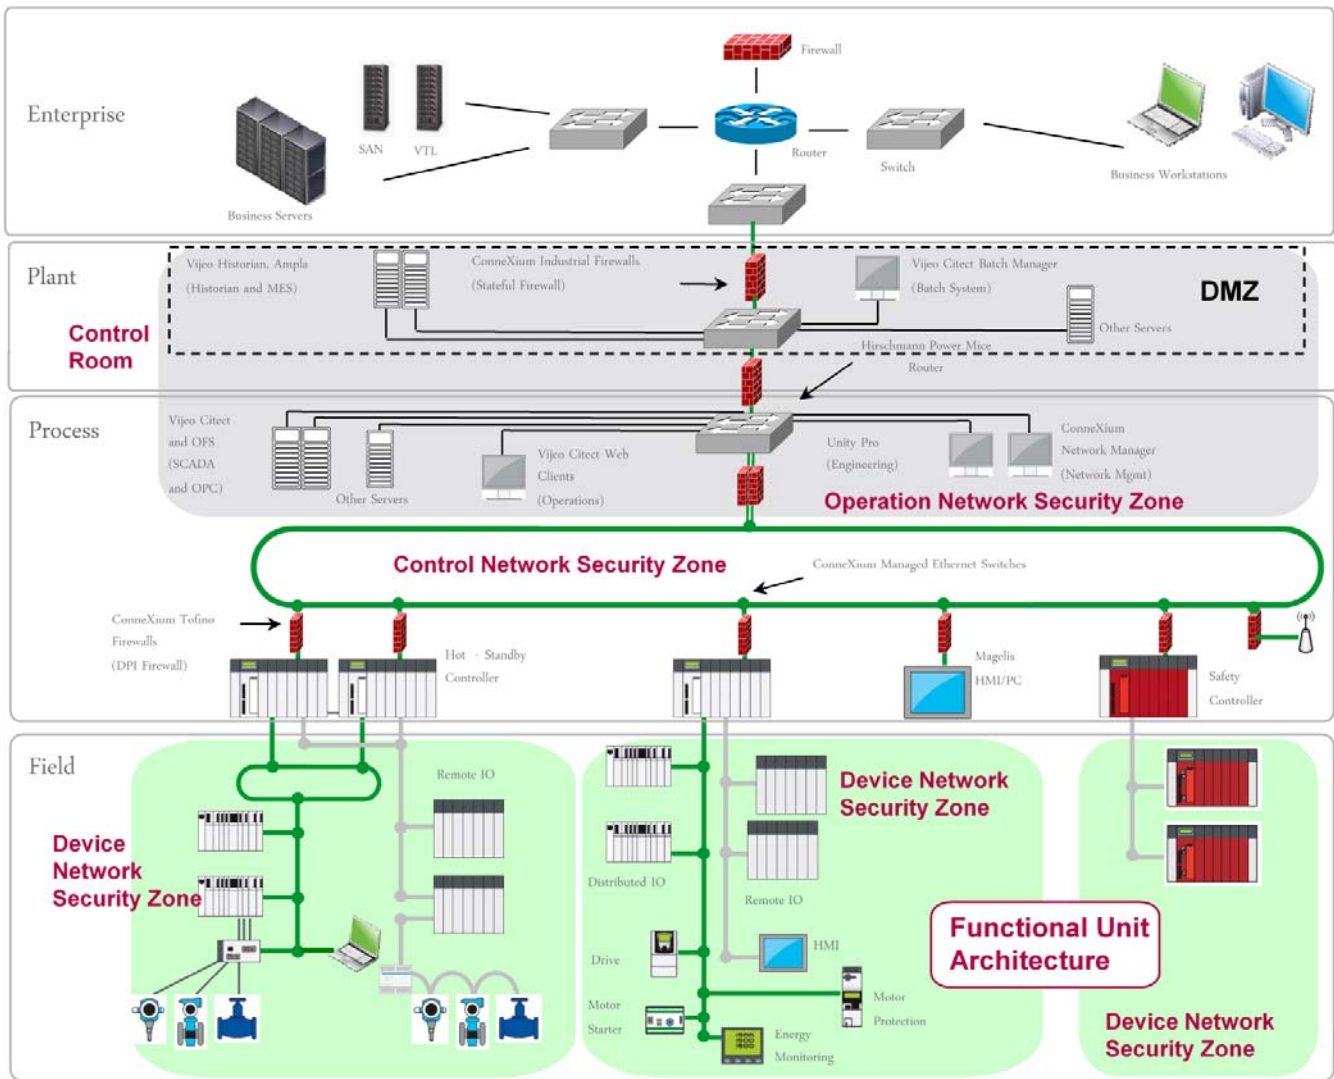 Firewall
Enterprise
SAN
VTL
Router
Switch
Business Workstations
Business Servers
Plant
Vijeo Historian, Ampla
(Historian and MES)
ConneXium Industrial Firewalls
(Stateful Firewall)
Vijeo Citect Batch Manager
(Batch System)
DMZ
Control
Room
Other Servers
Hirschmann Power Mice
Router
Process
Vijeo Citect
and OFS
(SCADA
and OPC)
Other Servers
Vijeo Citect Web
Clients
(Operations)
Unity Pro
(Engineering)
ConneXium
Network Manager
(Network Mgmt)
Operation Network Security Zone
Control Network Security Zone
ConneXium Managed Ethernet Switches
ConneXium Tofino
Firewalls
(DPI Firewall)
Hot - Standby
Controller
Magelis
HMI/PC
Safety
Controller
Field
Remote IO
Device
Network
Security Zone
Device Network
Security Zone
Distributed IO
Remote IO
Drive
HMI
Functional Unit
Architecture
Motor
Starter
Motor
Protection
Energy
Monitoring
Device Network
Security Zone